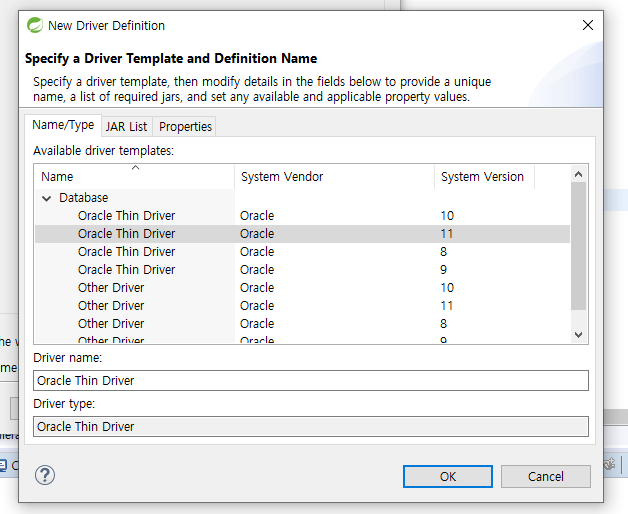 New Driver Definition
Specify a Driver Template and Definition Name
Specify a driver template, then modify details in the fields below to provide a unique
name, a list of required jars, and set any available and applicable property values.
Name/Type JAR List Properties
Available driver templates:
Name System Vendor System Version
Database
Oracle Thin Driver Oracle 10
Oracle Thin Driver Oracle 11
Oracle Thin Driver Oracle 8
Oracle Thin Driver Oracle 9
Other Driver Oracle 10
Other Driver Oracle 11
Other Driver Oracle 8
Other Driver Oracle 9
Driver name:
Oracle Thin Driver
Driver type:
Oracle Thin Driver
OK Cancel